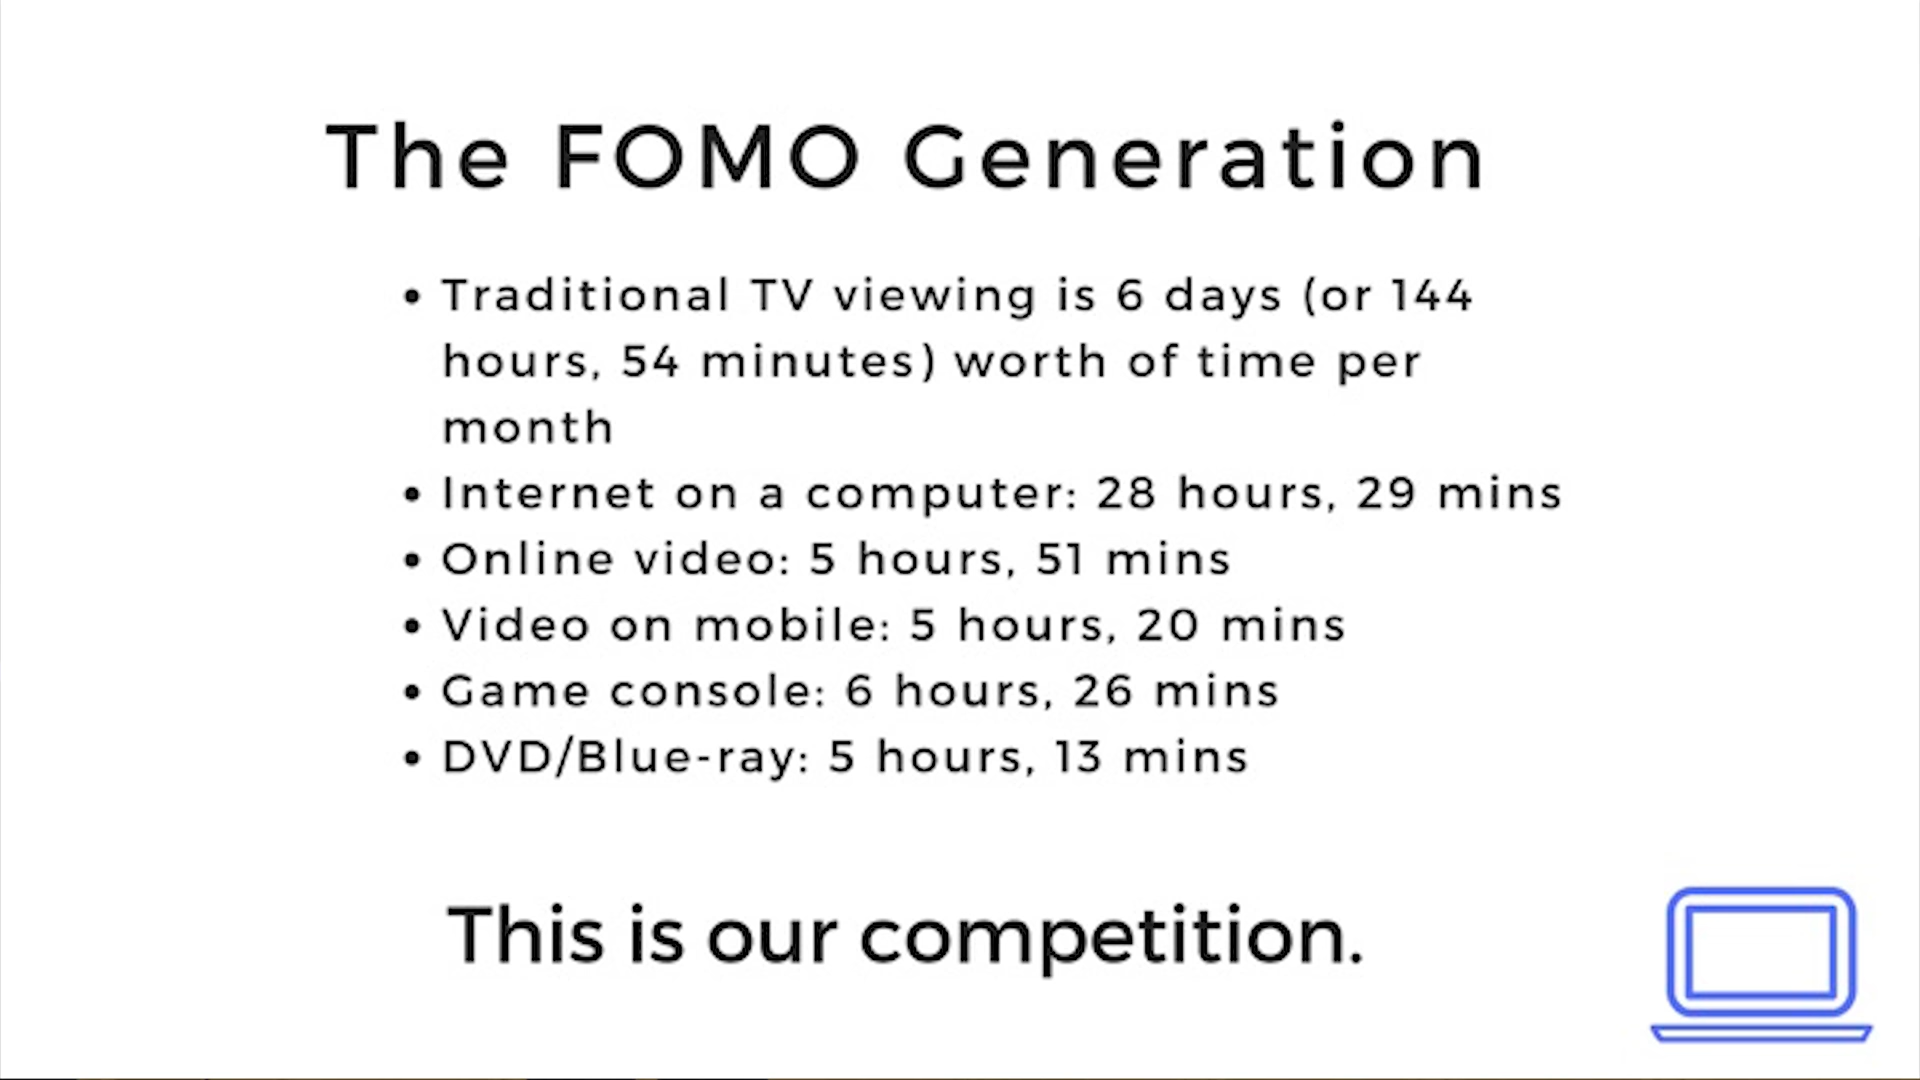 The FOMO Generation
• Traditional TV viewing is 6 days (or 144
hours, 54 minutes) worth of time per
month
• Internet on a computer: 28 hours, 29 mins
• Online video: 5 hours, 51 mins
• Video on mobile: 5 hours, 20 mins
• Game console: 6 hours, 26 mins
• DVD/Blue-ray: 5 hours, 13 mins
This is our competition.